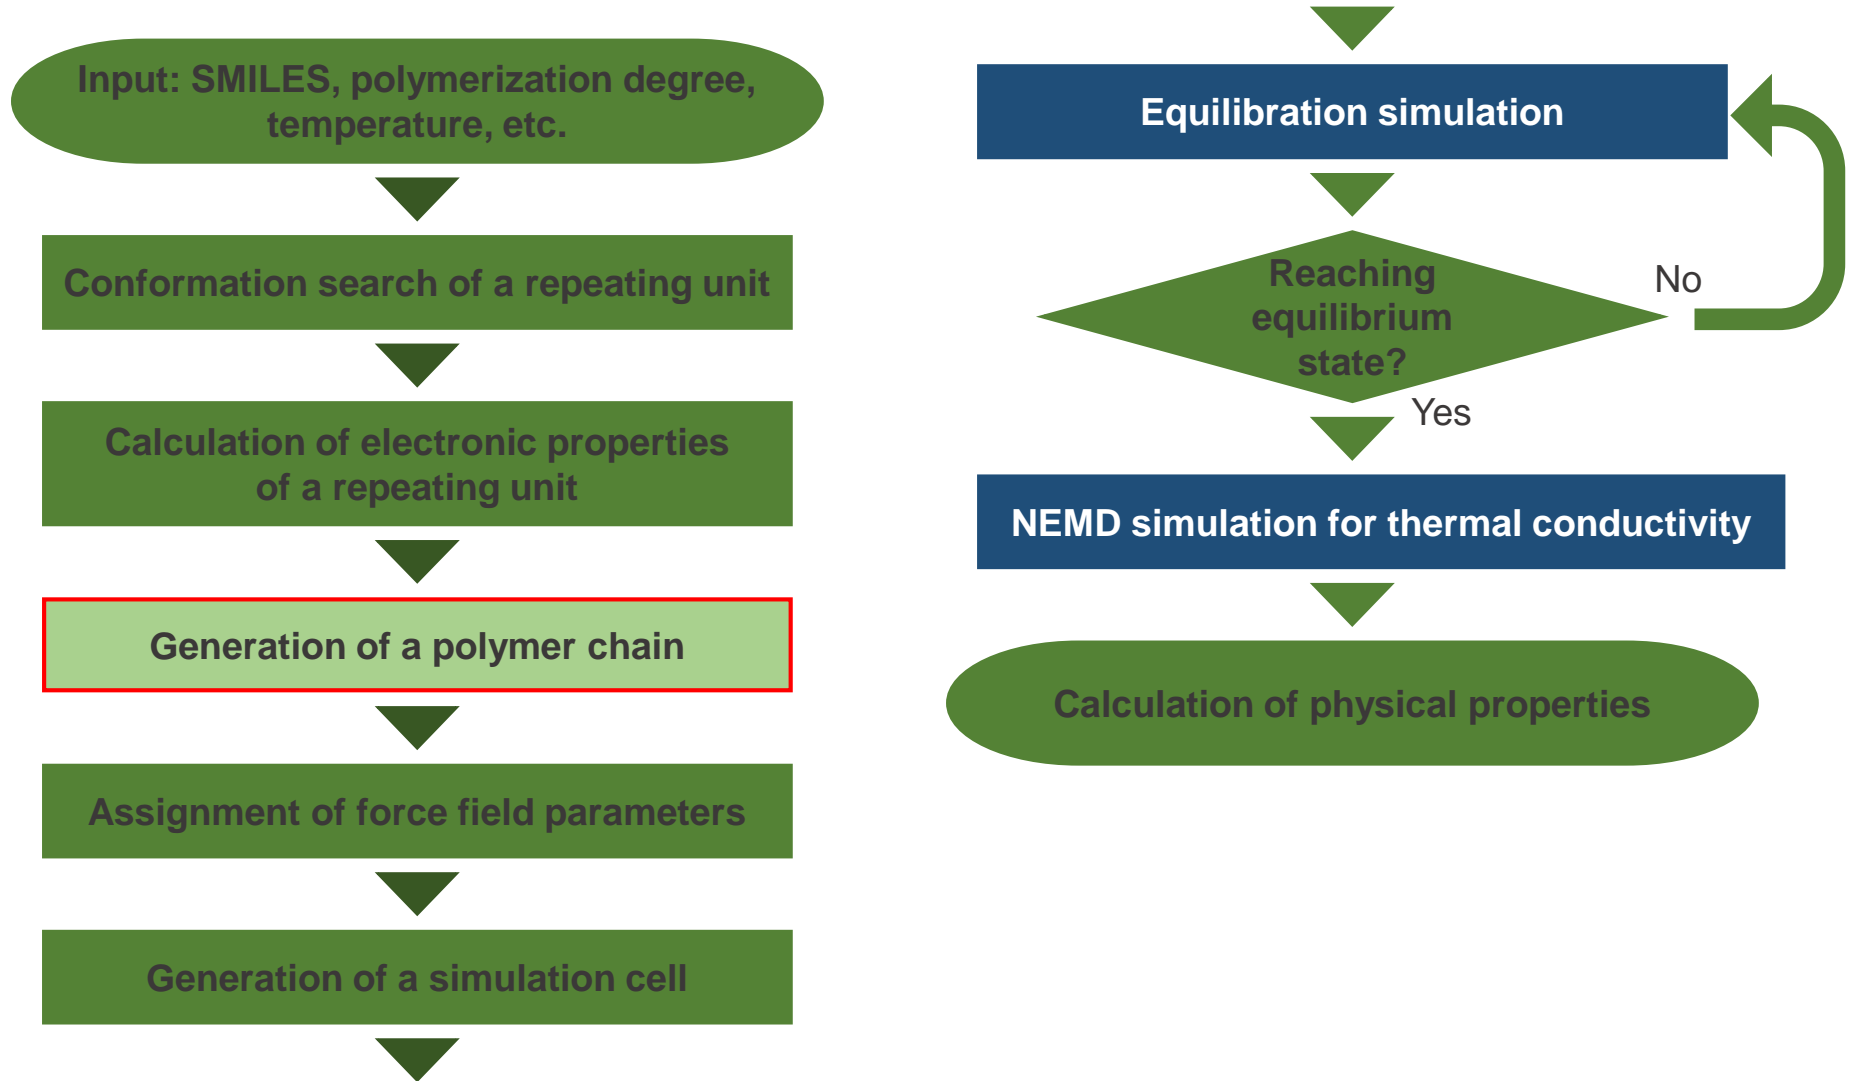 Input: SMILES, polymerization degree,
temperature, etc.
Conformation search of a repeating unit
Calculation of electronic properties
of a repeating unit
Generation of a polymer chain
Assignment of force field parameters
Generation of a simulation cell
Equilibration simulation
Reaching
equilibrium
state?
No
Yes
NEMD simulation for thermal conductivity
Calculation of physical properties